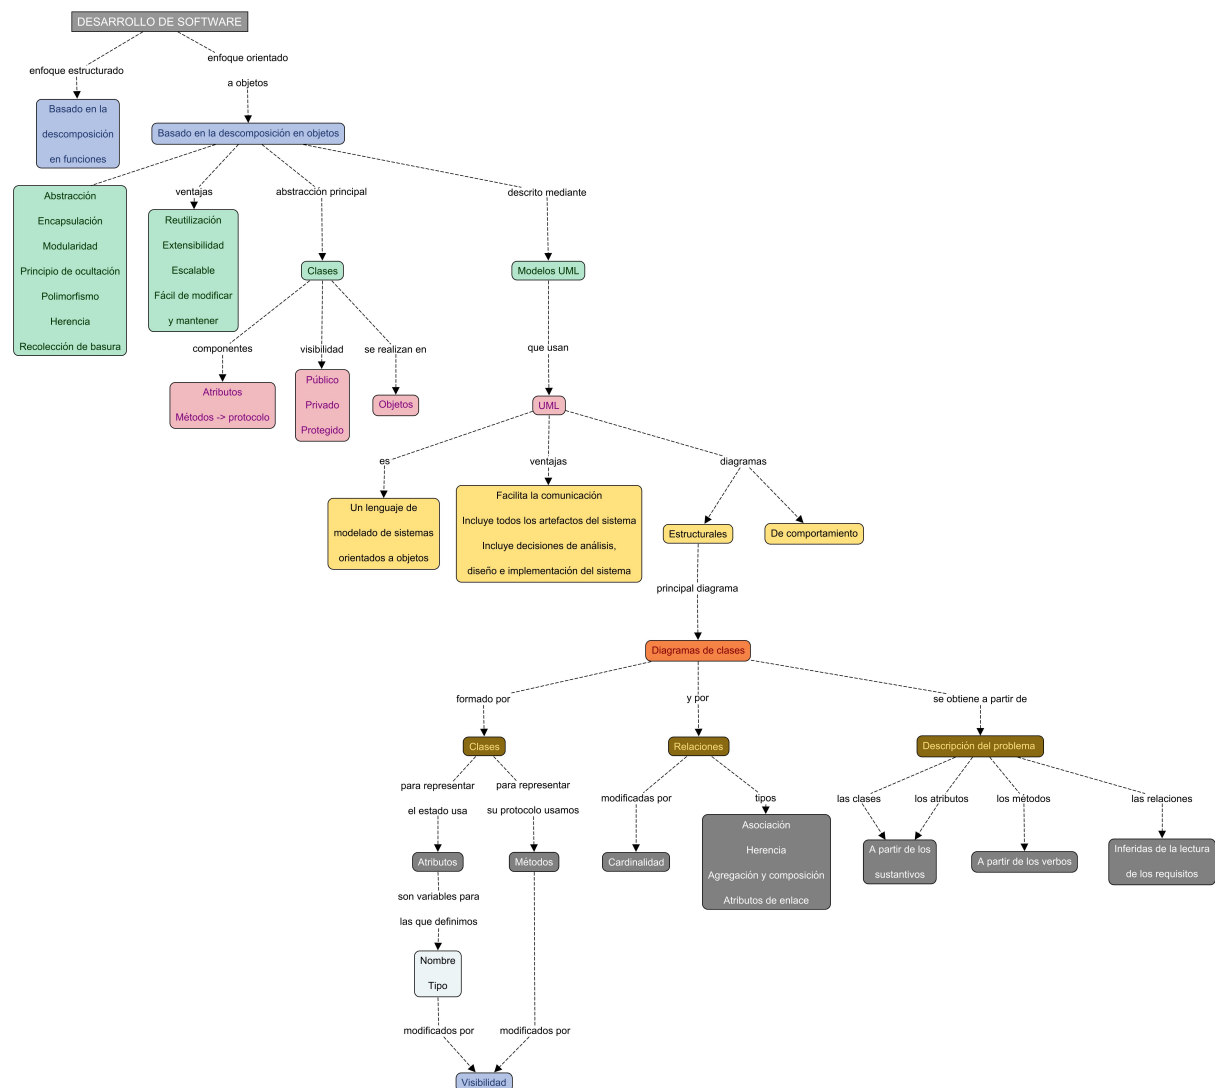 DESARROLLO DE SOFTWARE
enfoque estructurado
enfoque orientado
a objetos
Basado en la
descomposición
en funciones
Basado en la descomposición en objetos
Abstracción
Encapsulación
Modularidad
Principio de ocultación
Polimorfismo
Herencia
Recolección de basura
ventajas
Reutilización
Extensibilidad
Escalable
Fácil de modificar
y mantener
abstracción principal
Clases
descrito mediante
Modelos UML
componentes
Atributos
Métodos -> protocolo
visibilidad
Público
Privado
Protegido
se realizan en
Objetos
que usan
UML
es
Un lenguaje de
modelado de sistemas
orientados a objetos
ventajas
Facilita la comunicación
Incluye todos los artefactos del sistema
Incluye decisiones de análisis,
diseño e implementación del sistema
diagramas
Estructurales
De comportamiento
principal diagrama
Diagramas de clases
formado por
Clases
y por
Relaciones
se obtiene a partir de
Descripción del problema
para representar
el estado usa
Atributos
para representar
su protocolo usamos
Métodos
modificadas por
Cardinalidad
tipos
Asociación
Herencia
Agregación y composición
Atributos de enlace
las clases
los atributos
A partir de los
sustantivos
los métodos
A partir de los verbos
las relaciones
Inferidas de la lectura
de los requisitos
son variables para
las que definimos
Nombre
Tipo
modificados por
modificados por
Visibilidad